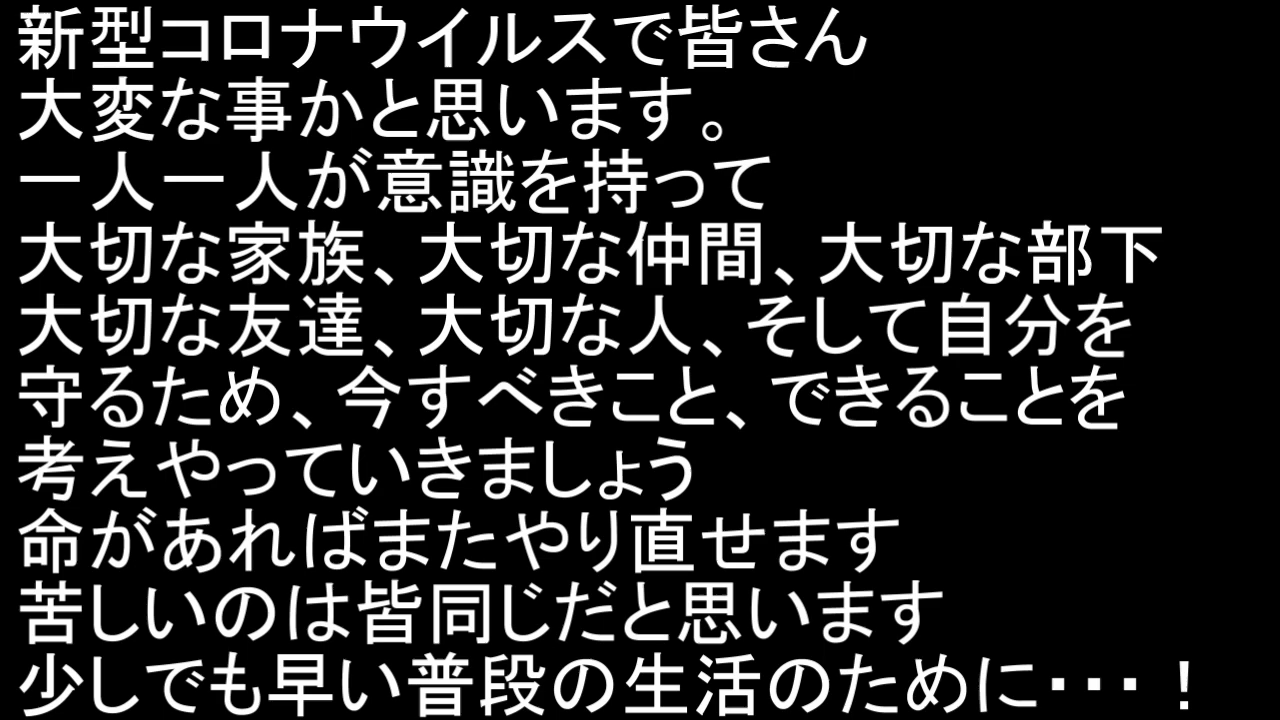 新型コロナウイルスで皆さん
大変な事かと思います。
一人一人が意識を持って
大切な家族、大切な仲間、大切な部下
大切な友達、大切な人、そして自分を
守るため、今すべきこと、できることを
考えやっていきましょう
命があればまたやり直せます
苦しいのは皆同じだと思います
少しでも早い普段の生活のために・・・！